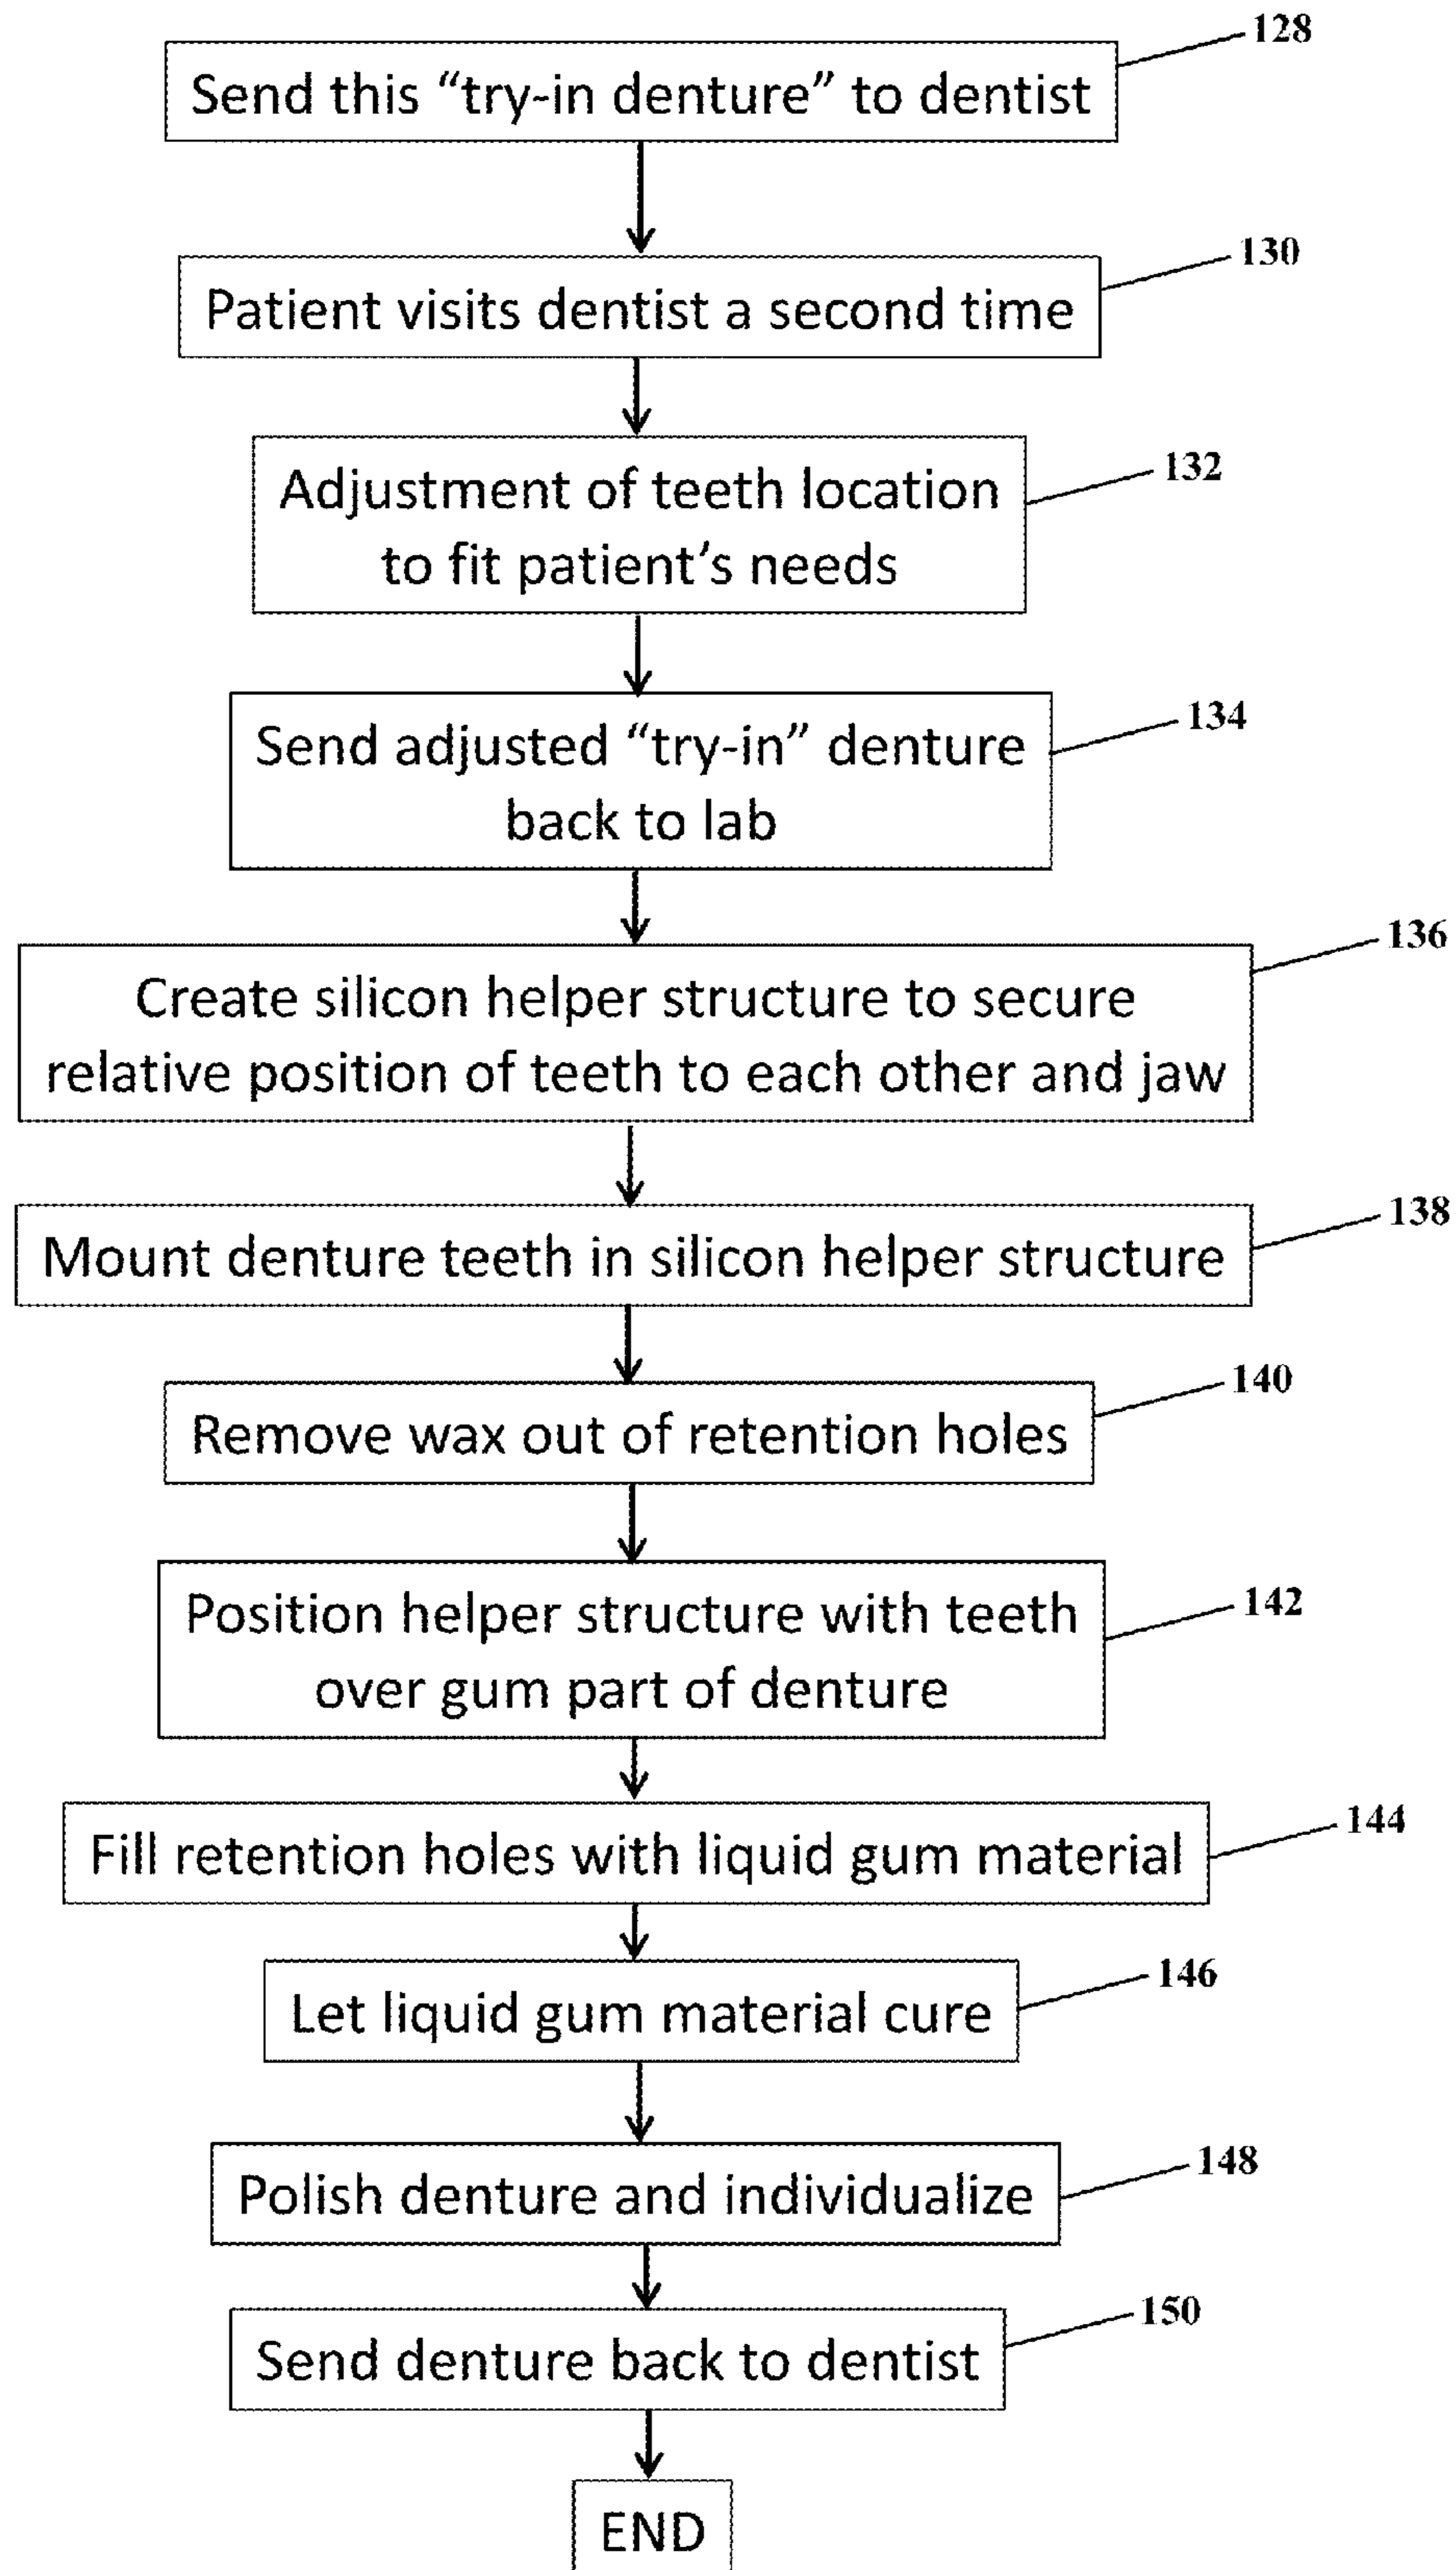 128
Send this “try-in denture” to dentist
130
Patient visits dentist a second time
132
Adjustment of teeth location
to fit patient’s needs
134
Send adjusted “try-in” denture
back to lab
136
Create silicon helper structure to secure
relative position of teeth to each other and jaw
138
Mount denture teeth in silicon helper structure
140
Remove wax out of retention holes
142
Position helper structure with teeth
over gum part of denture
144
Fill retention holes with liquid gum material
146
Let liquid gum material cure
148
Polish denture and individualize
150
Send denture back to dentist
END